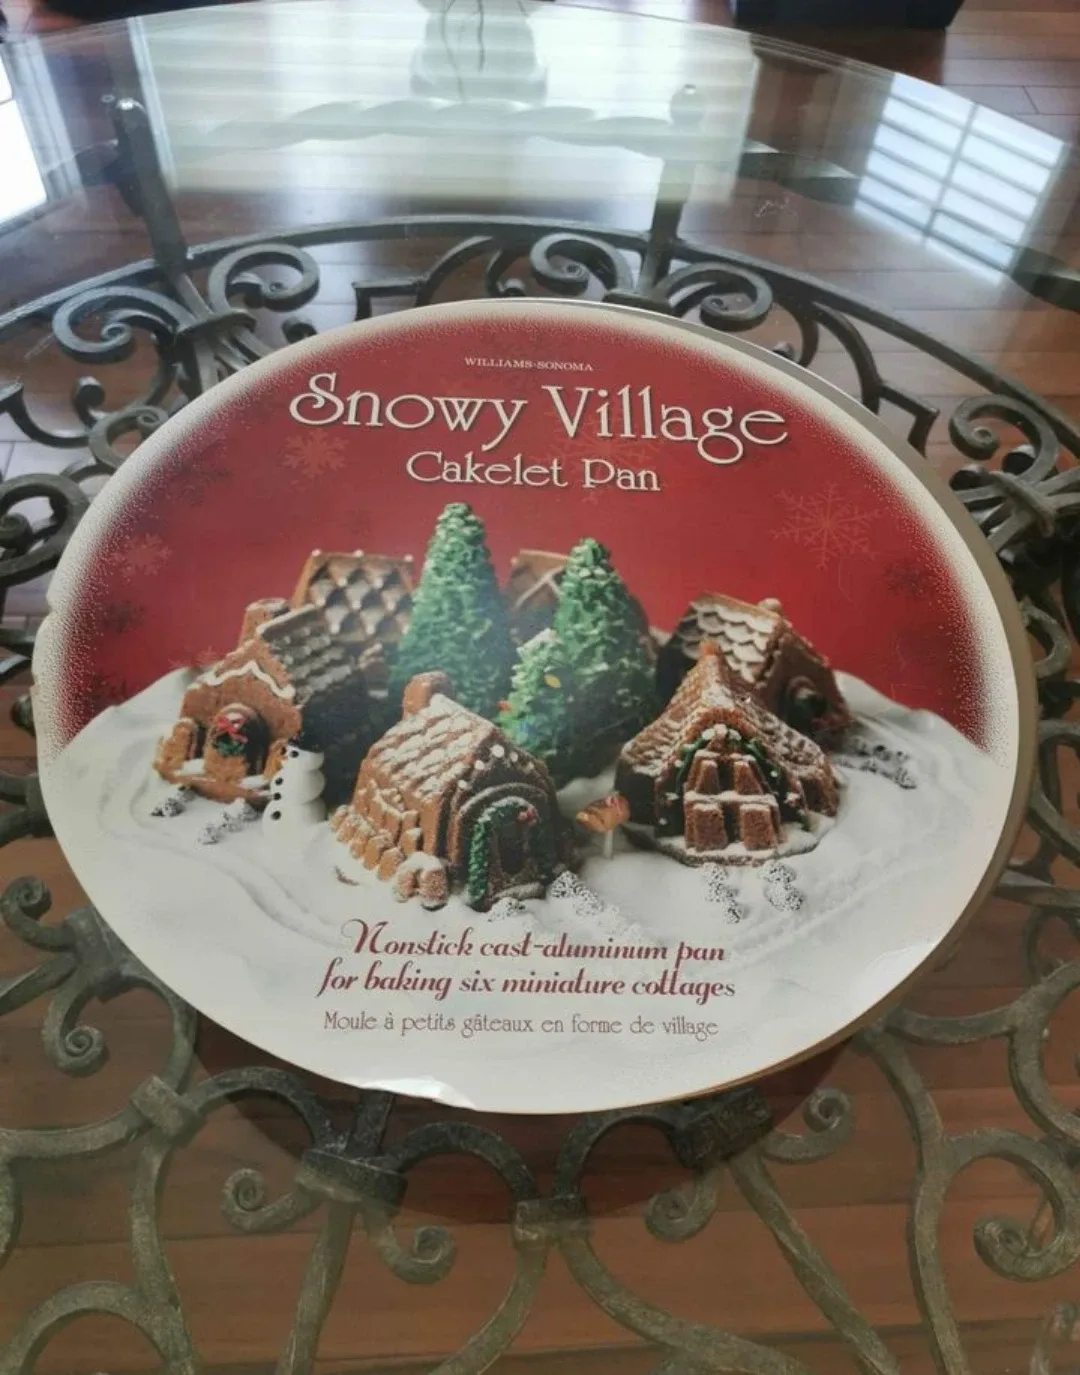 WILLIAMS-SONOMA
Snowy Village
Cakelet Pan
Nonstick cast-aluminum pan
for baking six miniature cottages
Moule à petits gâteaux en forme de village